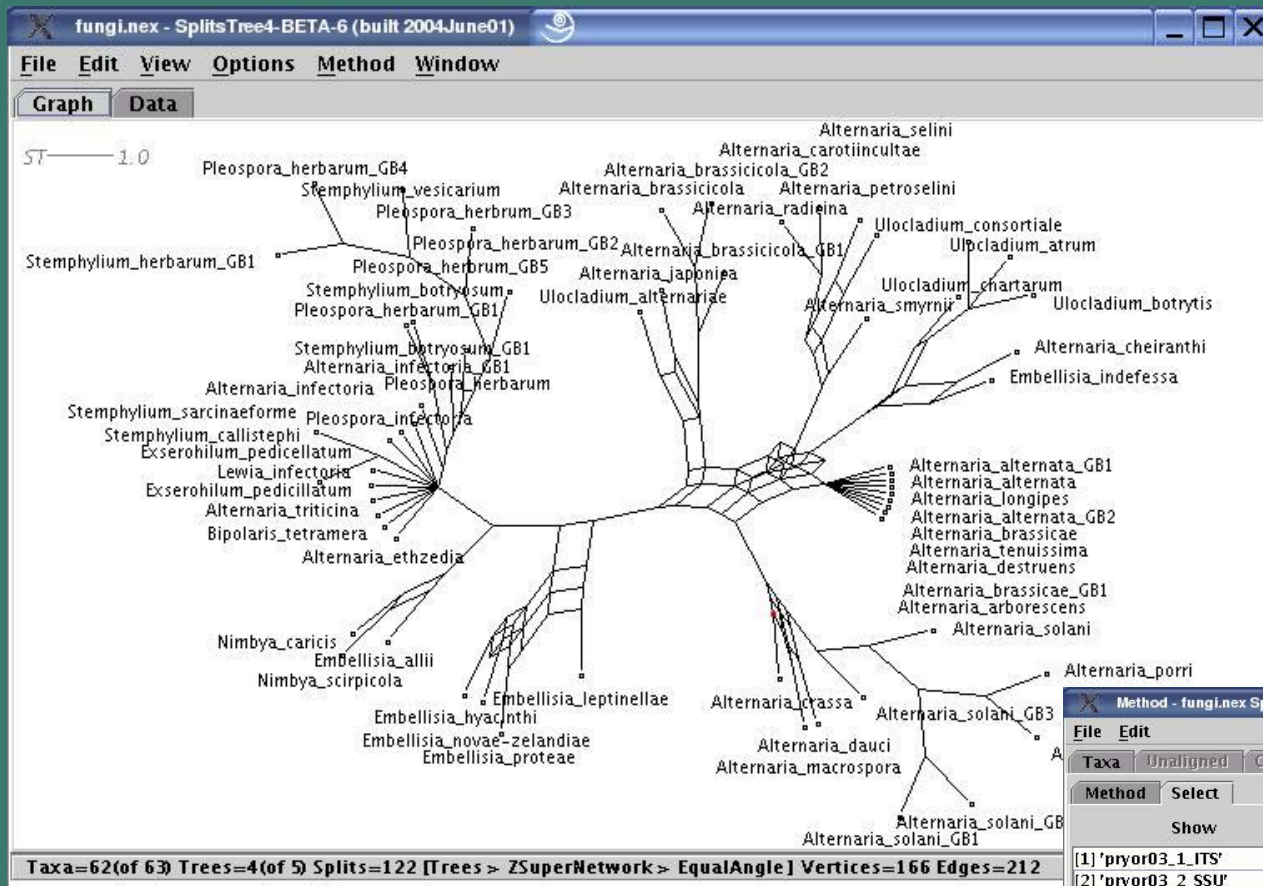 fungi.nex - SplitsTree4-BETA-6 (built 2004June01)
File Edit View Options Method Window
Graph Data
ST 1.0
Alternaria_selini
Alternaria_carotiincultae
Pleospora_herbarum_GB4
Alternaria_brassicicola_GB2
Stemphylium_vesicarium
Alternaria_brassicicola
Alternaria_petroselini
Pleospora_herbrum_GB3
Alternaria_radicina
Ulocladium_consortiale
Pleospora_herbarum_GB2
Alternaria_brassicicola_GB1
Ulocladium_atrum
Stemphylium_herbarum_GB1
Pleospora_herbrum_GB5
Alternaria_japonica
Stemphylium_botryosum
Ulocladium_alternariae
Ulocladium_chartarum
Pleospora_herbarum_GB1
Alternaria_smyrnii
Ulocladium_botrytis
Stemphylium_botryosum_GB1
Alternaria_cheiranthi
Alternaria_infectoria_GB1
Alternaria_infectoria
Pleospora_herbarum
Embellisia_indefessa
Stemphylium_sarcinaeforme
Pleospora_infectoria
Stemphylium_callistephi
Exserohilum_pedicellatum
Lewia_infectoria
Alternaria_alternata_GB1
Exserohilum_pedicillatum
Alternaria_alternata
Alternaria_triticina
Alternaria_longipes
Bipolaris_tetramera
Alternaria_alternata_GB2
Alternaria_brassicae
Alternaria_ethzedia
Alternaria_tenuissima
Alternaria_destruens
Alternaria_brassicae_GB1
Alternaria_arborescens
Nimbya_caricis
Alternaria_solani
Embellisia_allii
Alternaria_porri
Nimbya_scirpicola
Embellisia_leptinellae
Alternaria_crassa
Embellisia_hyacinthi
Alternaria_solani_GB3
Embellisia_novae-zelandiae
Alternaria_dauci
Embellisia_proteae
A
Alternaria_macrospora
Alternaria_solani_GB
Alternaria_solani_GB1
Taxa=62(of 63) Trees=4(of 5) Splits=122 [Trees > ZSuperNetwork > EqualAngle] Vertices=166 Edges=212
Method - fungi.nex Sp
File Edit
Taxa Unaligned
Method Select
Show
[1] 'pryor03_1_ITS'
[2] 'pryor03_2_SSU'